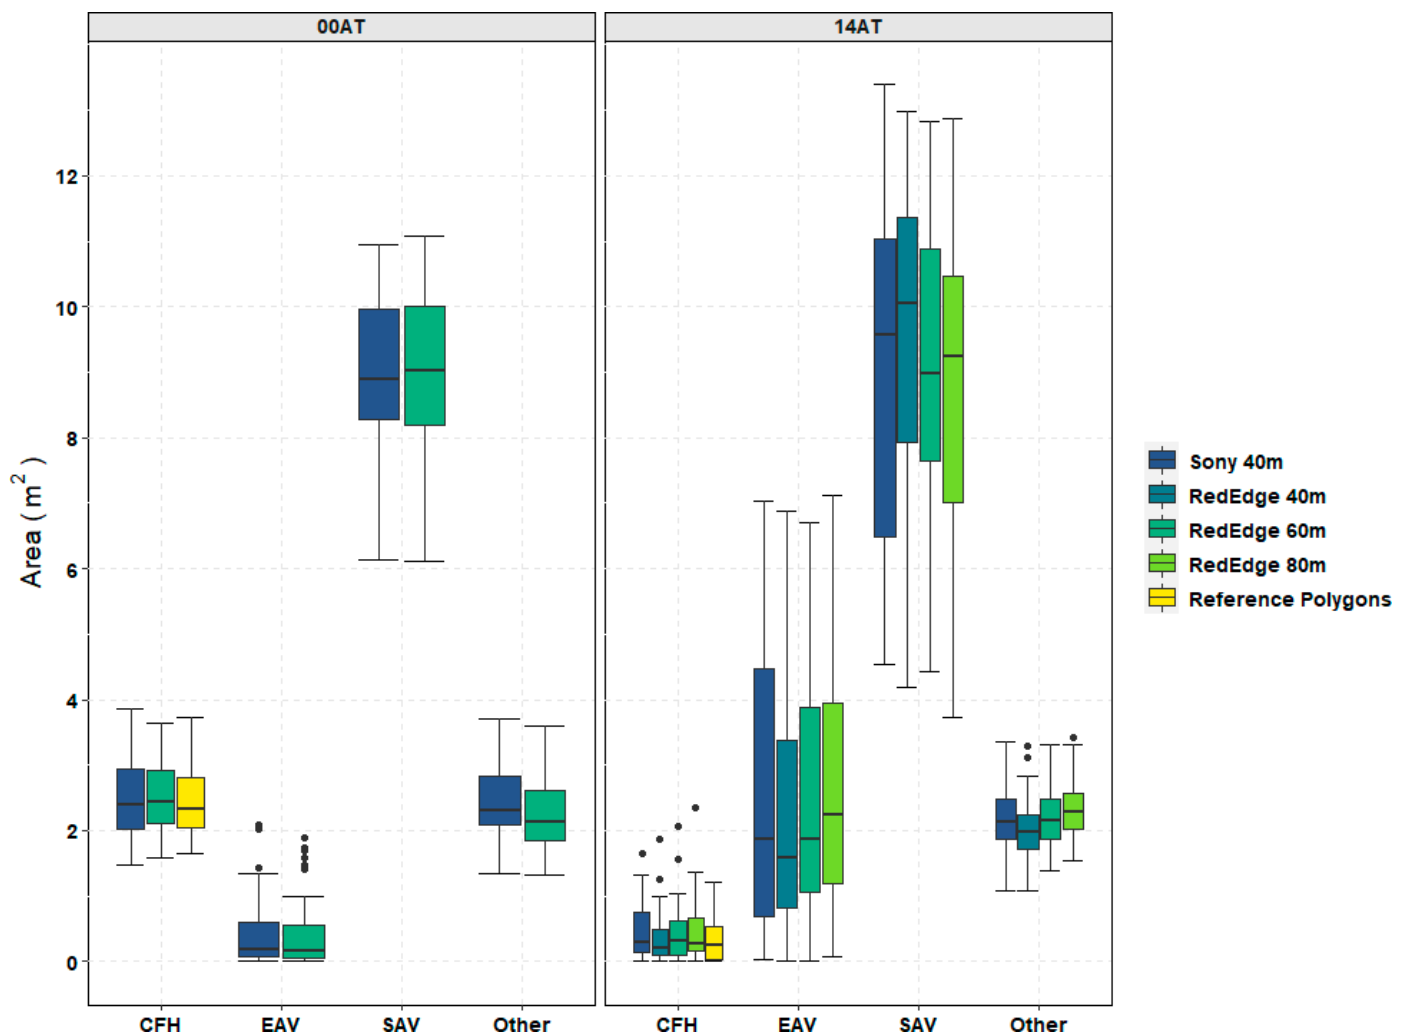 00AT 14AT
Area ( m² )
12
10
8
6
4
2
0
CFH EAV SAV Other CFH EAV SAV Other
Sony 40m
RedEdge 40m
RedEdge 60m
RedEdge 80m
Reference Polygons